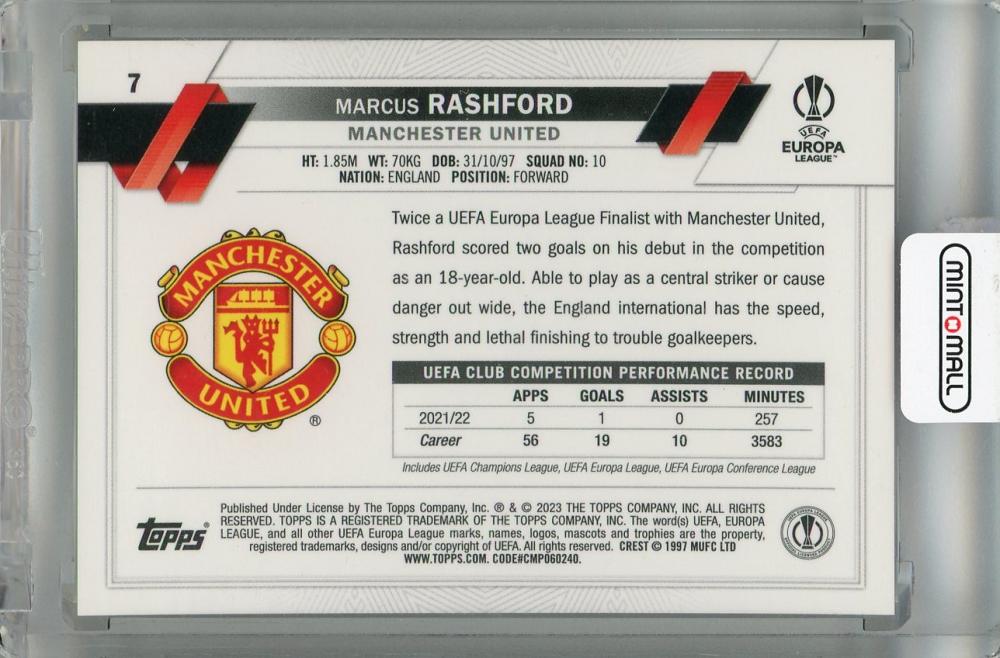 7
MARCUS RASHFORD
MANCHESTER UNITED
HT: 1.85M WT: 70KG DOB: 31/10/97 SQUAD NO: 10
NATION: ENGLAND POSITION: FORWARD
UEFA
EUROPA
LEAGUE™
Twice a UEFA Europa League Finalist with Manchester United,
Rashford scored two goals on his debut in the competition
as an 18-year-old. Able to play as a central striker or cause
danger out wide, the England international has the speed,
strength and lethal finishing to trouble goalkeepers.
MANCHESTER
UNITED
®
UEFA CLUB COMPETITION PERFORMANCE RECORD
APPS GOALS ASSISTS MINUTES
2021/22 5 1 0 257
Career 56 19 10 3583
Includes UEFA Champions League, UEFA Europa League, UEFA Europa Conference League
Topps®
Published Under License by The Topps Company, Inc. ® & © 2023 THE TOPPS COMPANY, INC. ALL RIGHTS
RESERVED. TOPPS IS A REGISTERED TRADEMARK OF THE TOPPS COMPANY, INC. The word(s) UEFA, EUROPA
LEAGUE, and all other UEFA Europa League marks, names, logos, mascots and trophies are the property,
registered trademarks, designs and/or copyright of UEFA. All rights reserved. CREST © 1997 MUFC LTD
WWW.TOPPS.COM. CODE#CMP060240.
MINT MALL